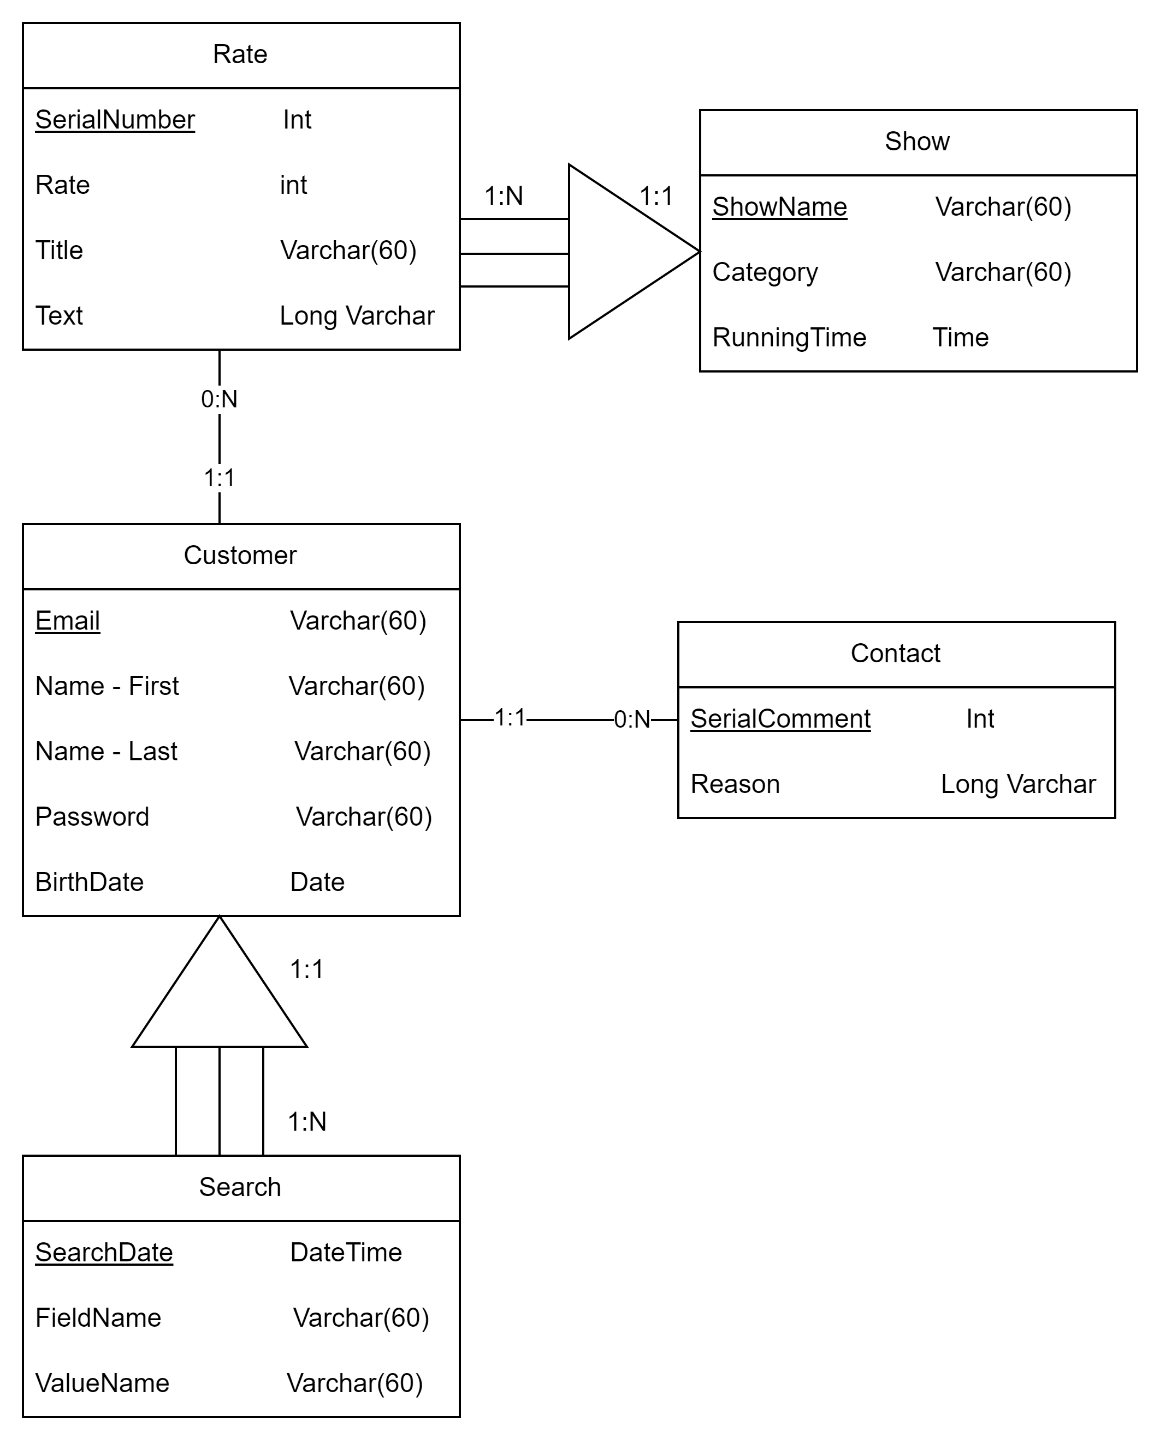 Rate
SerialNumber Int
Rate int
Title Varchar(60)
Text Long Varchar
1:N
1:1
Show
ShowName Varchar(60)
Category Varchar(60)
RunningTime Time
0:N
1:1
Customer
Email Varchar(60)
Name - First Varchar(60)
Name - Last Varchar(60)
Password Varchar(60)
BirthDate Date
1:1
0:N
Contact
SerialComment Int
Reason Long Varchar
1:1
1:N
Search
SearchDate DateTime
FieldName Varchar(60)
ValueName Varchar(60)